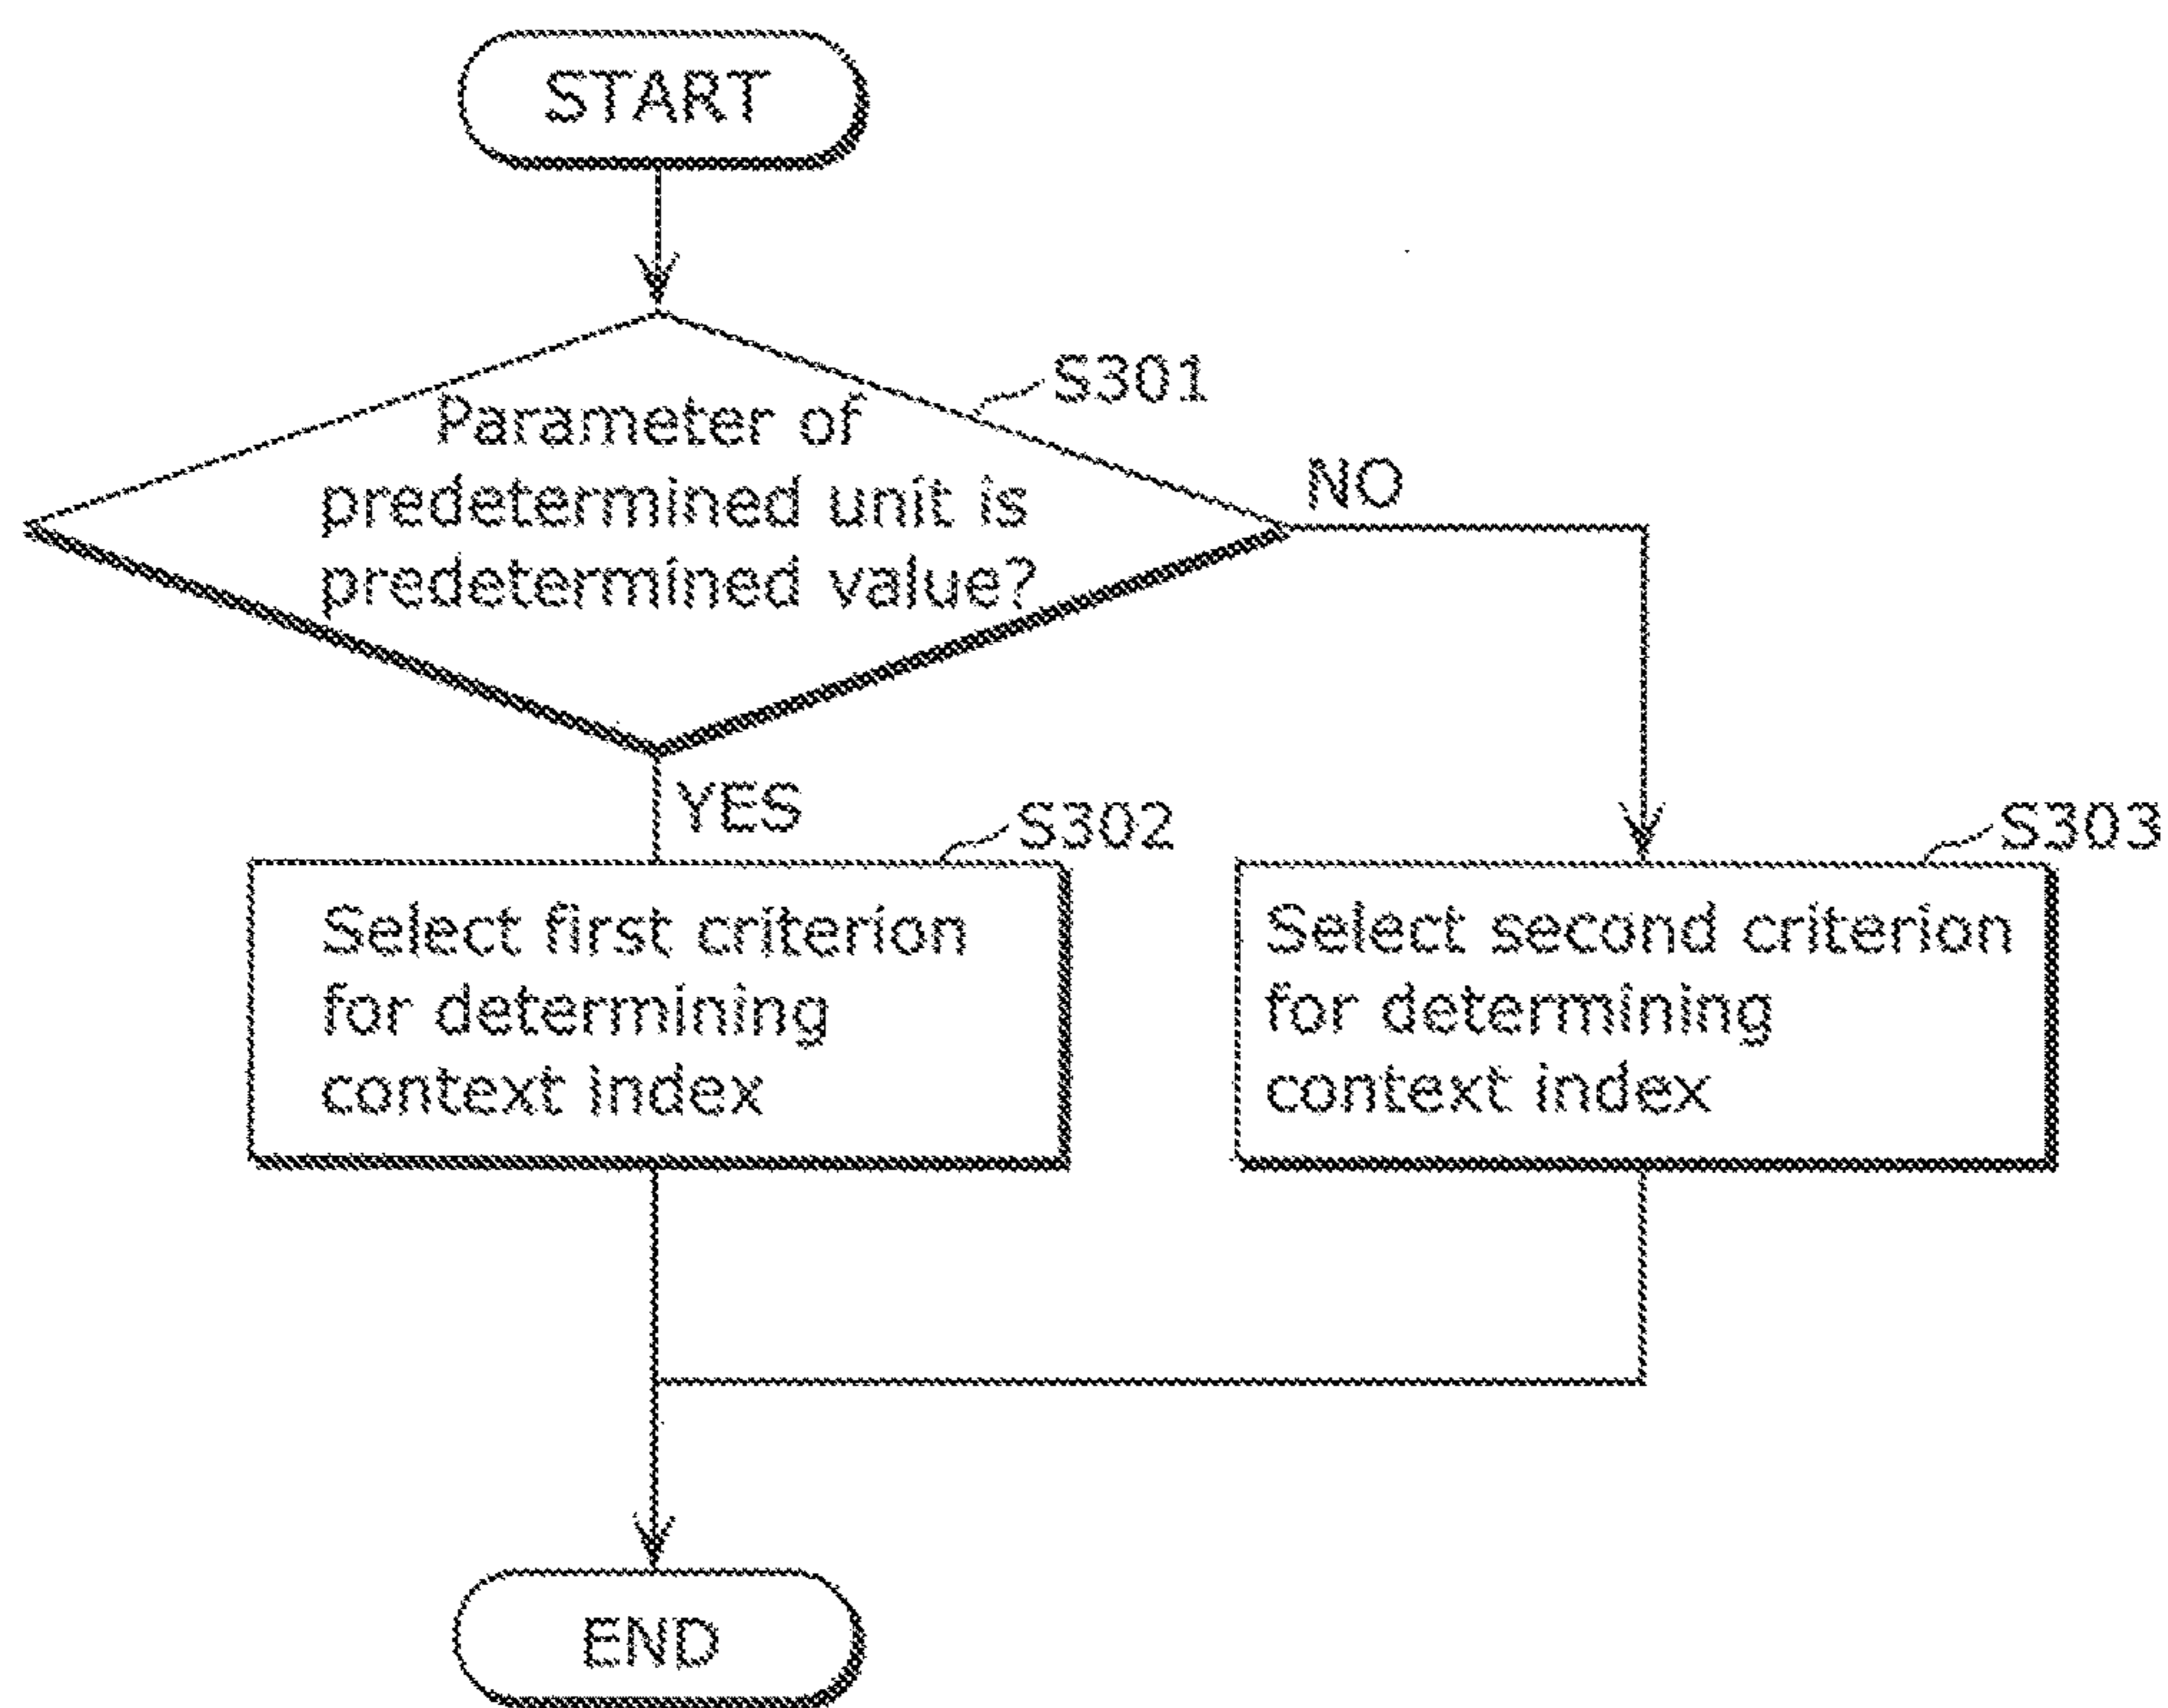 START
S301
Parameter of
predetermined unit is
predetermined value?
NO
YES
S302
S303
Select first criterion
for determining
context index
Select second criterion
for determining
context index
END